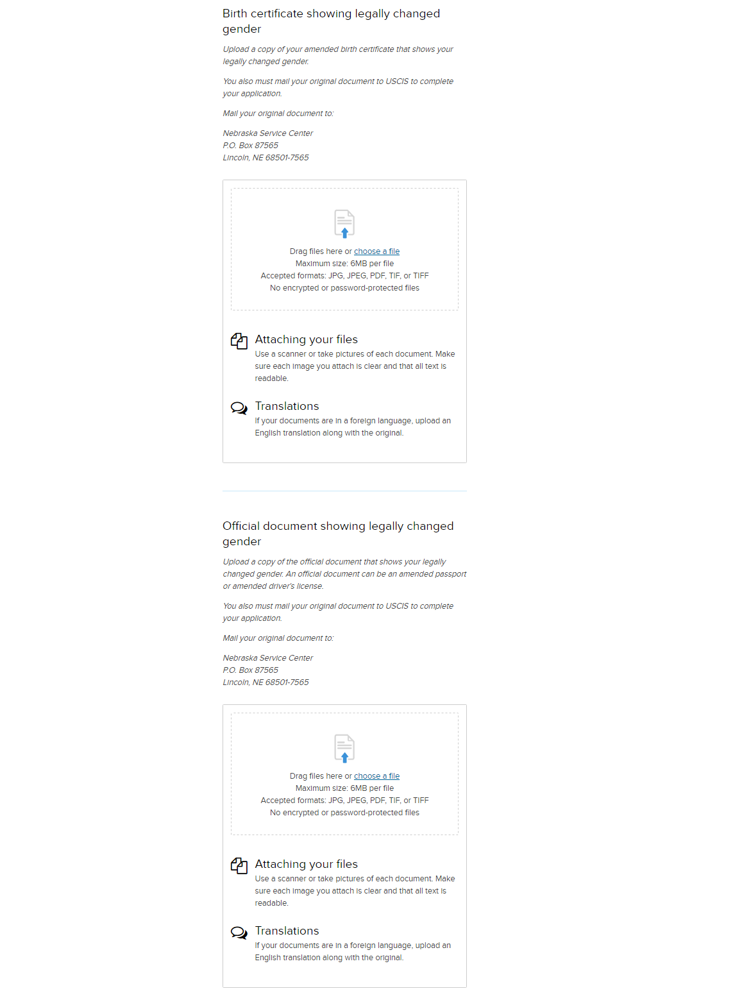 Birth certificate showing legally changed
gender
Upload a copy of your amended birth certificate that shows your
legally changed gender.
You also must mail your original document to USCIS to complete
your application.
Mail your original document to:
Nebraska Service Center
P.O. Box 87565
Lincoln, NE 68501-7565
Drag files here or choose a file
Maximum size: 6MB per file
Accepted formats: JPG, JPEG, PDF, TIF, or TIFF
No encrypted or password-protected files
Attaching your files
Use a scanner or take pictures of each document. Make
sure each image you attach is clear and that all text is
readable.
Translations
If your documents are in a foreign language, upload an
English translation along with the original.
Official document showing legally changed
gender
Upload a copy of the official document that shows your legally
changed gender. An official document can be an amended passport
or amended driver's license.
You also must mail your original document to USCIS to complete
your application.
Mail your original document to:
Nebraska Service Center
P.O. Box 87565
Lincoln, NE 68501-7565
Drag files here or choose a file
Maximum size: 6MB per file
Accepted formats: JPG, JPEG, PDF, TIF, or TIFF
No encrypted or password-protected files
Attaching your files
Use a scanner or take pictures of each document. Make
sure each image you attach is clear and that all text is
readable.
Translations
If your documents are in a foreign language, upload an
English translation along with the original.